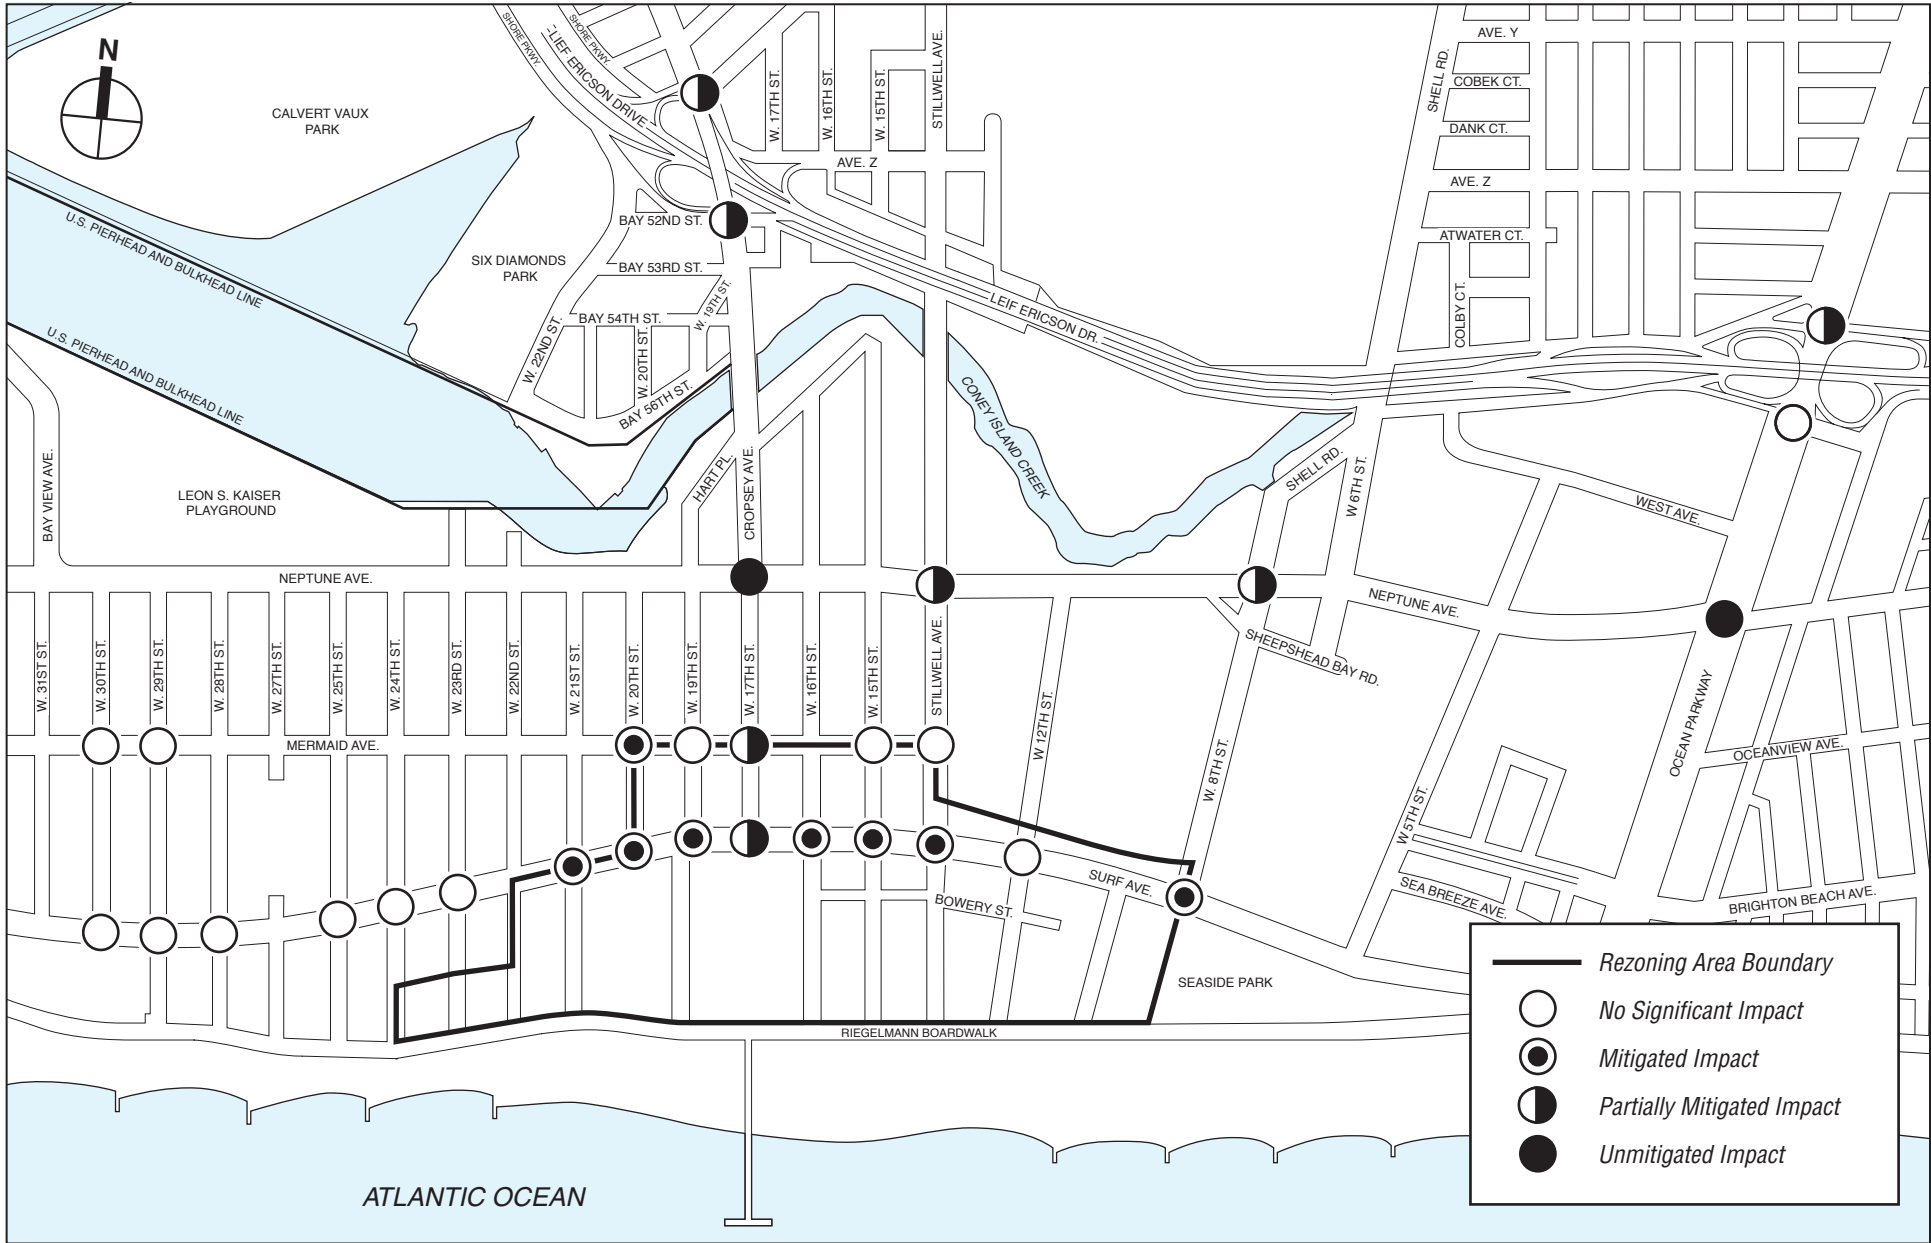 N
CALVERT VAUX
PARK
SHORE PKWY.
SHORE PKWY.
LIEF ERICSON DRIVE
W. 17TH ST.
W. 16TH ST.
W. 15TH ST.
STILLWELL AVE.
AVE. Z
SHELL RD.
AVE. Y
COBEK CT.
DANK CT.
AVE. Z
ATWATER CT.
COLBY CT.
U.S. PIERHEAD AND BULKHEAD LINE
U.S. PIERHEAD AND BULKHEAD LINE
SIX DIAMONDS
PARK
BAY 52ND ST.
BAY 53RD ST.
BAY 54TH ST.
W. 19TH ST.
W. 22ND ST.
W. 20TH ST.
BAY 56TH ST.
LEIF ERICSON DR.
CONEY ISLAND CREEK
HART PL.
CROPSEY AVE.
BAY VIEW AVE.
LEON S. KAISER
PLAYGROUND
SHELL RD.
W 6TH ST.
WEST AVE.
NEPTUNE AVE.
NEPTUNE AVE.
SHEEPSHEAD BAY RD.
W. 31ST ST.
W. 30TH ST.
W. 29TH ST.
W. 28TH ST.
W. 27TH ST.
W. 25TH ST.
W. 24TH ST.
W. 23RD ST.
W. 22ND ST.
W. 21ST ST.
W. 20TH ST.
W. 19TH ST.
W. 17TH ST.
W. 16TH ST.
W. 15TH ST.
STILLWELL AVE.
W 12TH ST.
W. 8TH ST.
W 5TH ST.
OCEAN PARKWAY
OCEANVIEW AVE.
MERMAID AVE.
SURF AVE.
BOWERY ST.
SEA BREEZE AVE.
BRIGHTON BEACH AVE.
SEASIDE PARK
RIEGELMANN BOARDWALK
ATLANTIC OCEAN
Rezoning Area Boundary
No Significant Impact
Mitigated Impact
Partially Mitigated Impact
Unmitigated Impact